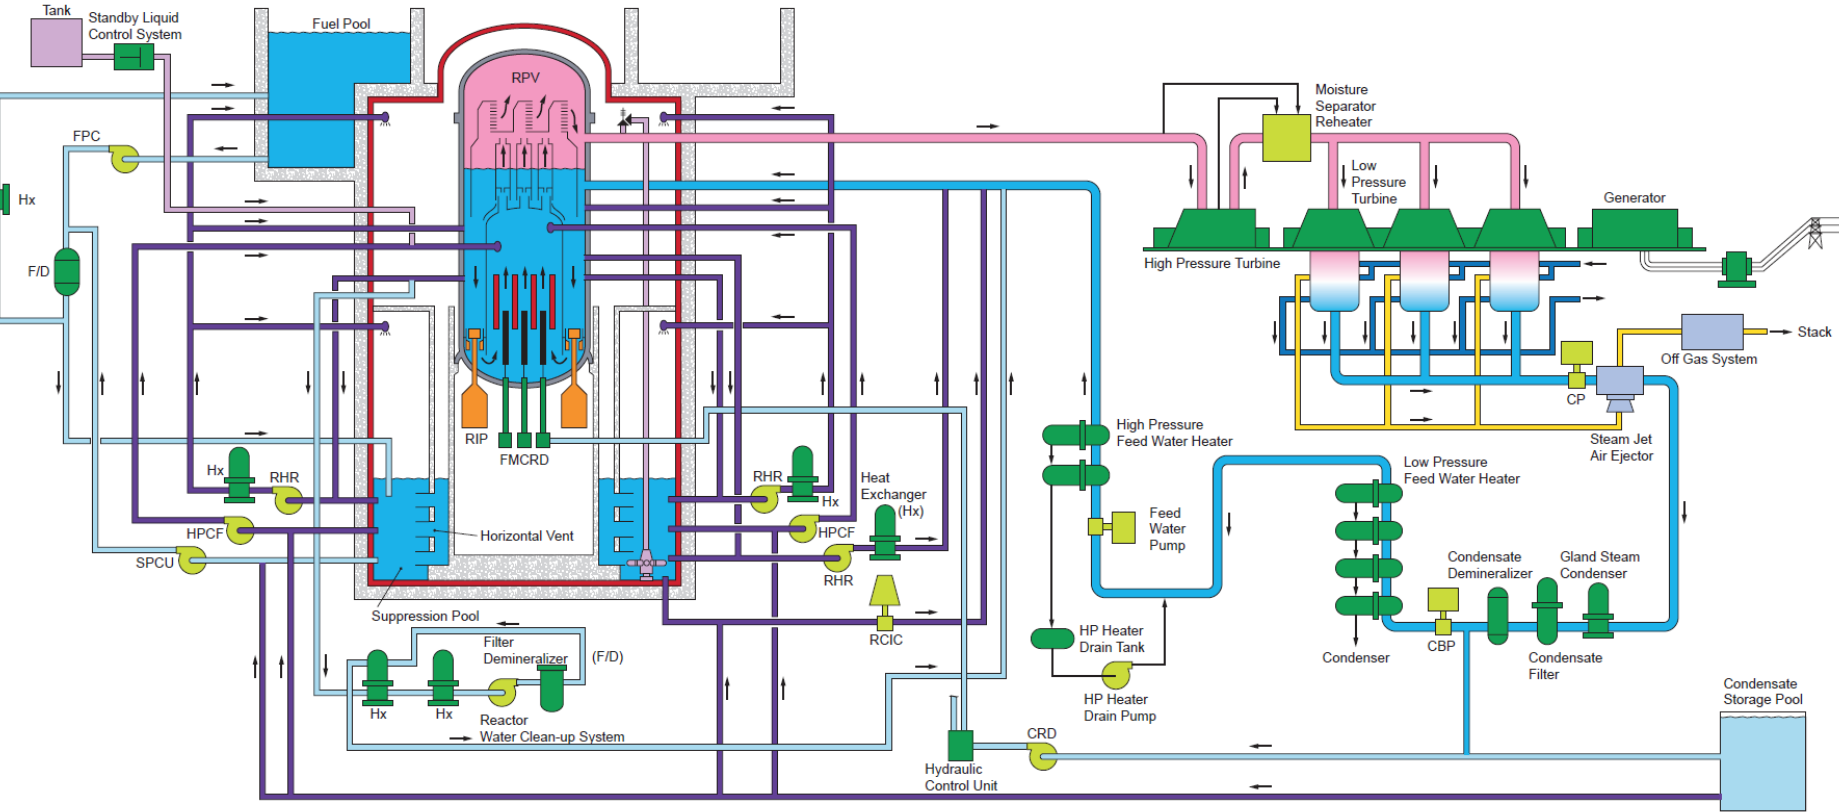 Tank
Standby Liquid
Control System
Fuel Pool
RPV
FPC
Hx
F/D
Moisture
Separator
Reheater
Low
Pressure
Turbine
Generator
High Pressure Turbine
Stack
Off Gas System
CP
Steam Jet
Air Ejector
RIP
FMCRD
High Pressure
Feed Water Heater
Low Pressure
Feed Water Heater
Hx
RHR
HPCF
SPCU
Horizontal Vent
Suppression Pool
RHR
Hx
Heat
Exchanger
(Hx)
HPCF
RHR
RCIC
Feed
Water
Pump
Condensate
Demineralizer
Gland Steam
Condenser
HP Heater
Drain Tank
HP Heater
Drain Pump
Condenser
CBP
Condensate
Filter
Filter
Demineralizer
(F/D)
Hx
Hx
Reactor
Water Clean-up System
CRD
Hydraulic
Control Unit
Condensate
Storage Pool